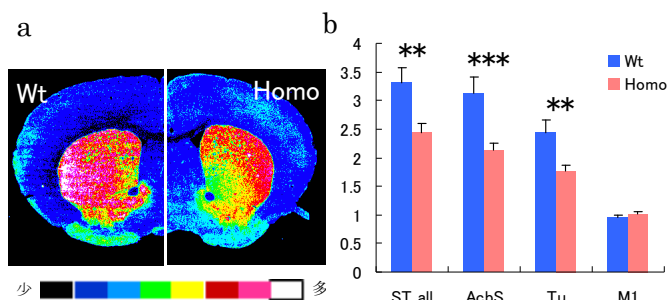 a
Wt
Homo
少
多
b
4
3.5
3
2.5
2
1.5
1
0.5
0
**
***
**
Wt
Homo
ST all
AcbS
Tu
M1